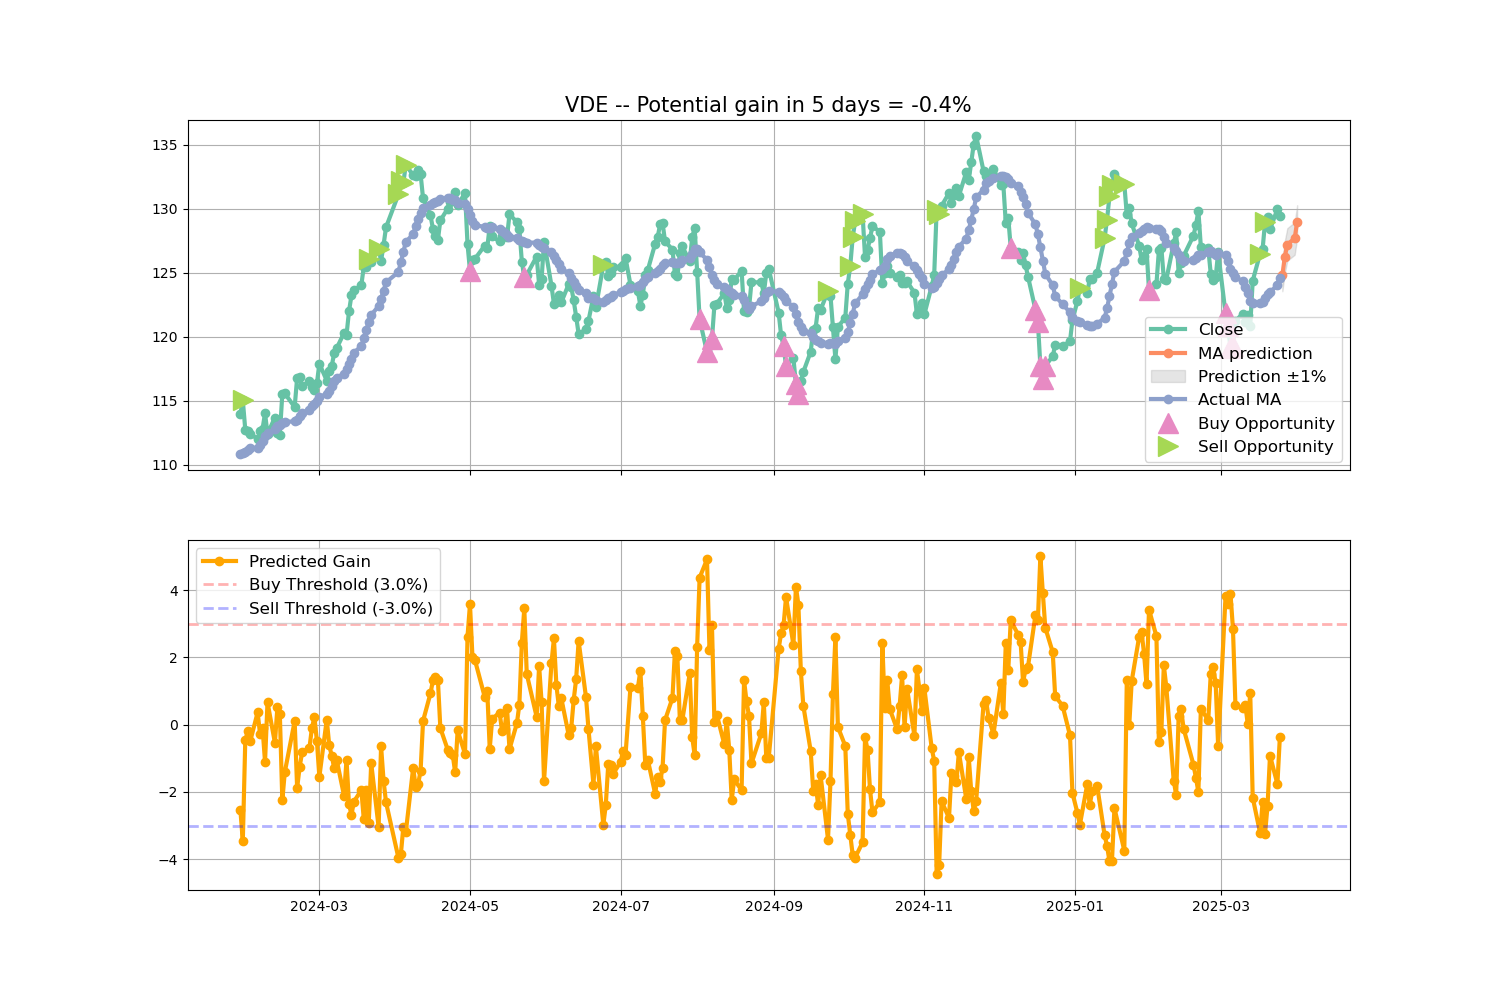 VDE -- Potential gain in 5 days = -0.4%
135
130
125
120
115
110
Close
MA prediction
Prediction ±1%
Actual MA
Buy Opportunity
Sell Opportunity
Predicted Gain
Buy Threshold (3.0%)
Sell Threshold (-3.0%)
4
2
0
−2
−4
2024-03 2024-05 2024-07 2024-09 2024-11 2025-01 2025-03